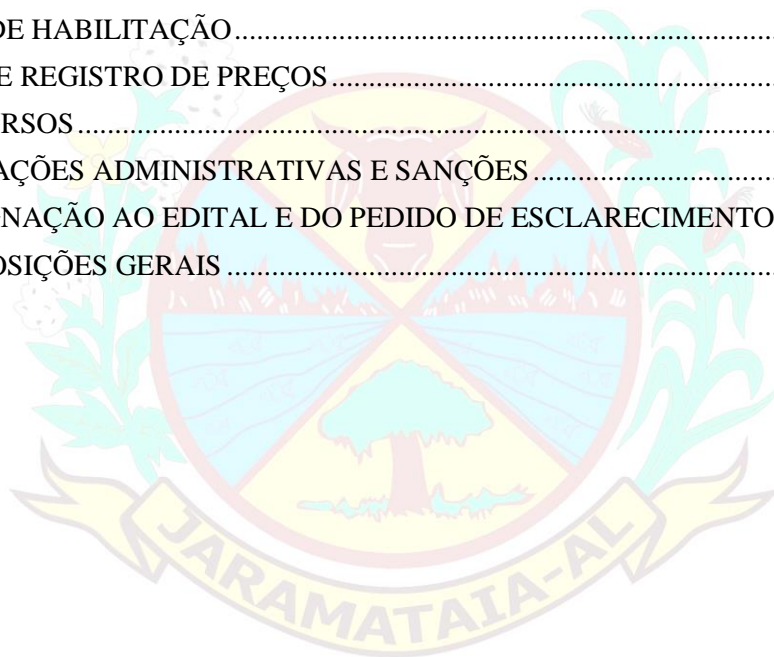 DE HABILITAÇÃO....................................................................................
E REGISTRO DE PREÇOS.......................................................................
RSOS..............................................................................................................
AÇÕES ADMINISTRATIVAS E SANÇÕES.........................................
NAÇÃO AO EDITAL E DO PEDIDO DE ESCLARECIMENTO
OSIÇÕES GERAIS.......................................................................................
JARAMATAIA-AL